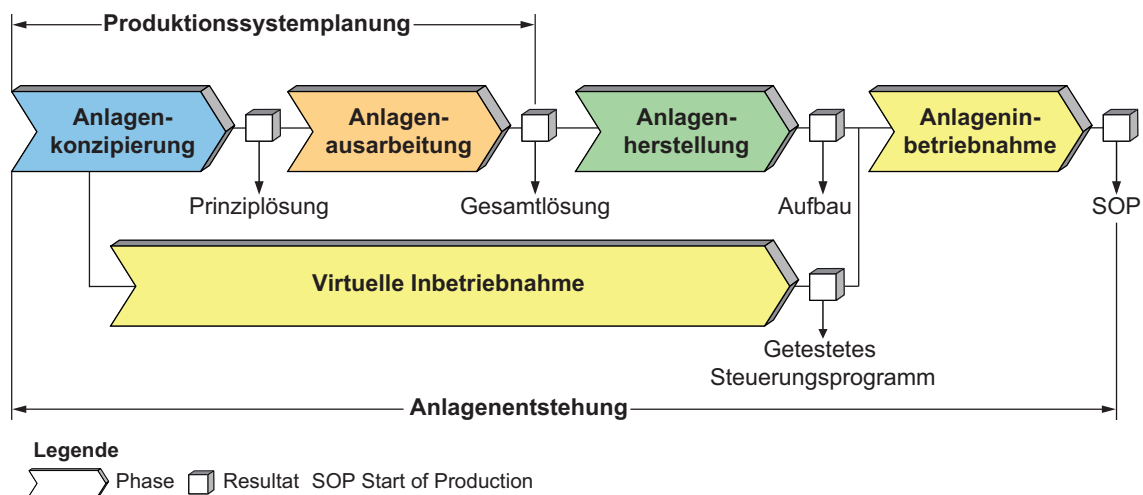 Produktionssystemplanung
Anlagen-
konzipierung
Anlagen-
ausarbeitung
Anlagen-
herstellung
Anlagenin-
betriebnahme
Prinziplösung
Gesamtlösung
Aufbau
SOP
Virtuelle Inbetriebnahme
Getestetes
Steuerungsprogramm
Anlagenentstehung
Legende
Phase Resultat SOP Start of Production